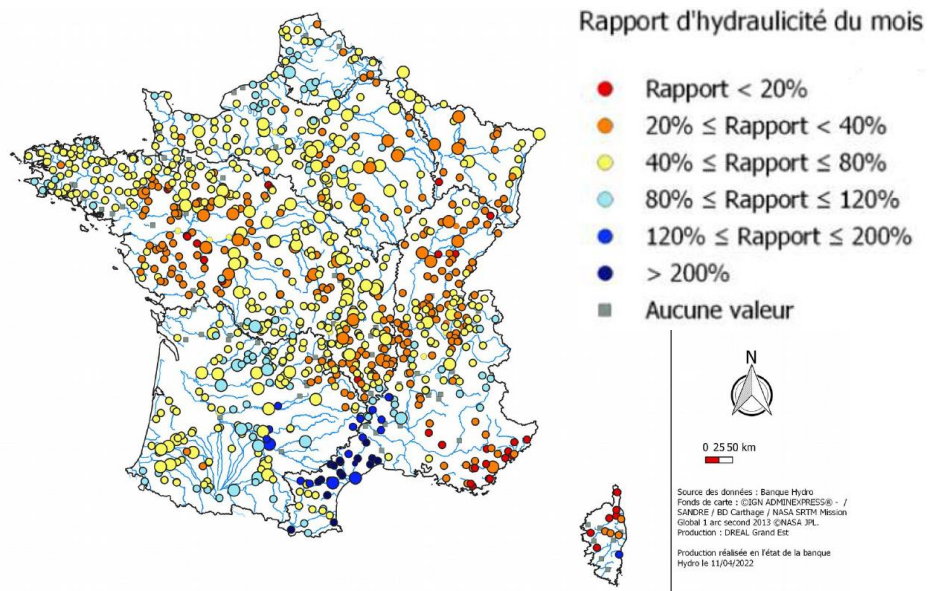 Rapport d'hydraulicité du mois
Rapport < 20%
20% ≤ Rapport < 40%
40% ≤ Rapport ≤ 80%
80% ≤ Rapport ≤ 120%
120% ≤ Rapport ≤ 200%
> 200%
Aucune valeur
N
0 25 50 km
Source des données : Banque Hydro
Fonds de carte : ©IGN ADMINEXPRESS® - /
SANDRE / BD Carthage / NASA SRTM Mission
Global 1 arc second 2013 ©NASA JPL.
Production : DREAL Grand Est
Production réalisée en l'état de la banque
Hydro le 11/04/2022